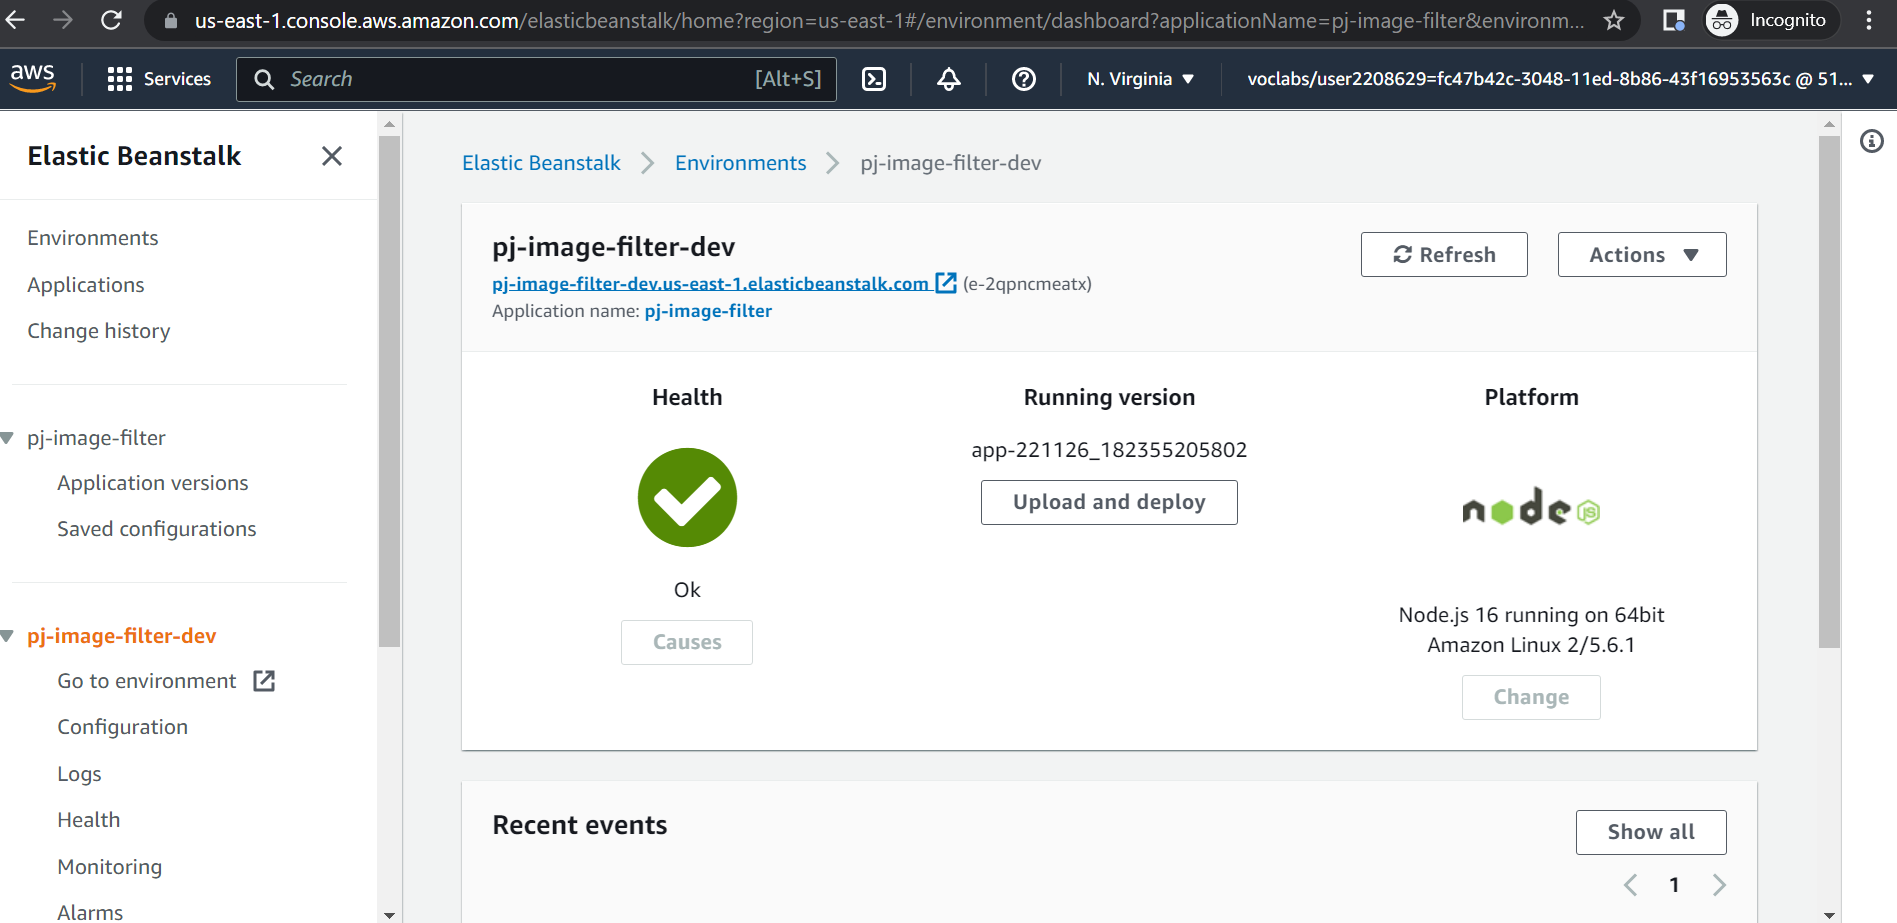 us-east-1.console.aws.amazon.com/elasticbeanstalk/home?region=us-east-1#/environment/dashboard?applicationName=pj-image-filter&environm...
Incognito
aws
Services
Search
[Alt+S]
N. Virginia
voclabs/user2208629=fc47b42c-3048-11ed-8b86-43f16953563c @ 51...
Elastic Beanstalk
Environments
Applications
Change history
pj-image-filter
Application versions
Saved configurations
pj-image-filter-dev
Go to environment
Configuration
Logs
Health
Monitoring
Alarms
Elastic Beanstalk
Environments
pj-image-filter-dev
pj-image-filter-dev
pj-image-filter-dev.us-east-1.elasticbeanstalk.com (e-2qpncmeatx)
Application name: pj-image-filter
Refresh
Actions
Health
Ok
Causes
Running version
app-221126_182355205802
Upload and deploy
Platform
node JS
Node.js 16 running on 64bit
Amazon Linux 2/5.6.1
Change
Recent events
Show all
1